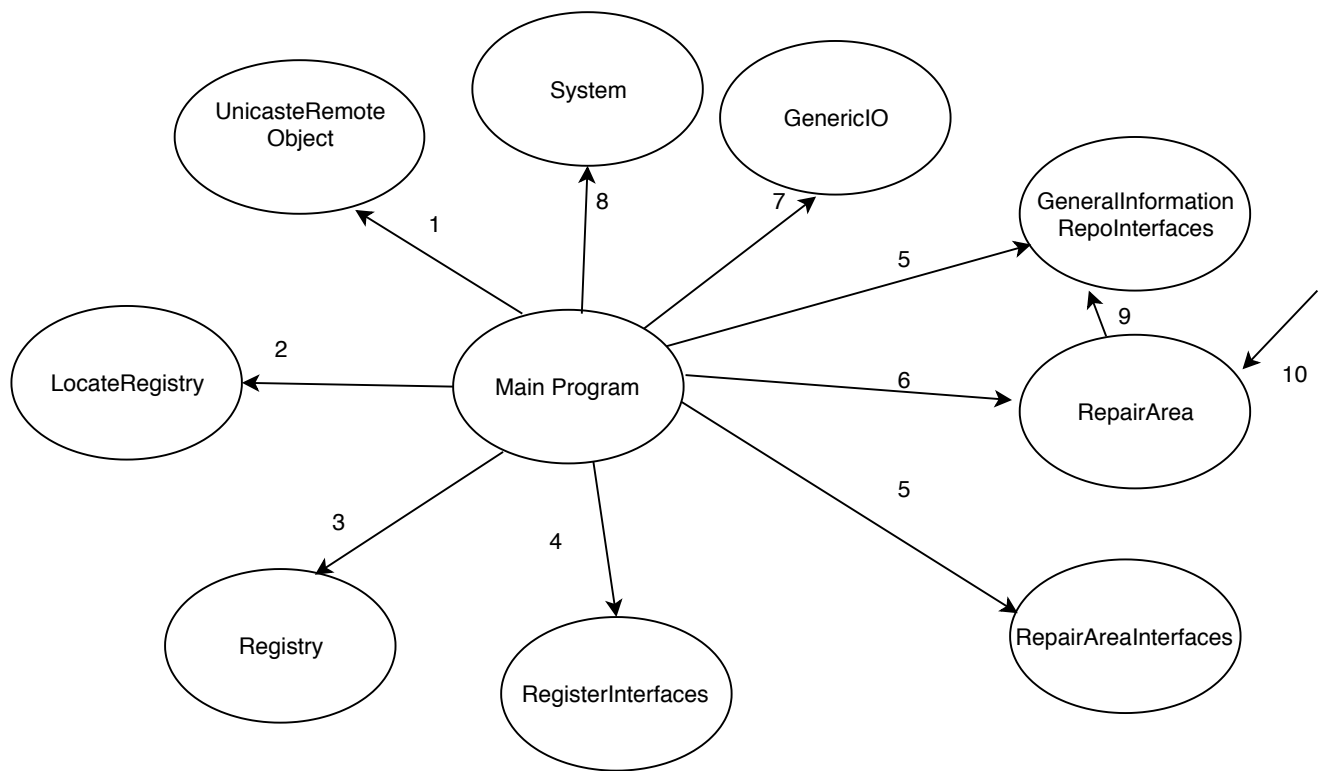 System
UnicasteRemote
Object
GenericIO
GeneralInformation
RepoInterfaces
1
8
7
5
9
10
2
LocateRegistry
Main Program
6
RepairArea
3
4
5
Registry
RegisterInterfaces
RepairAreaInterfaces